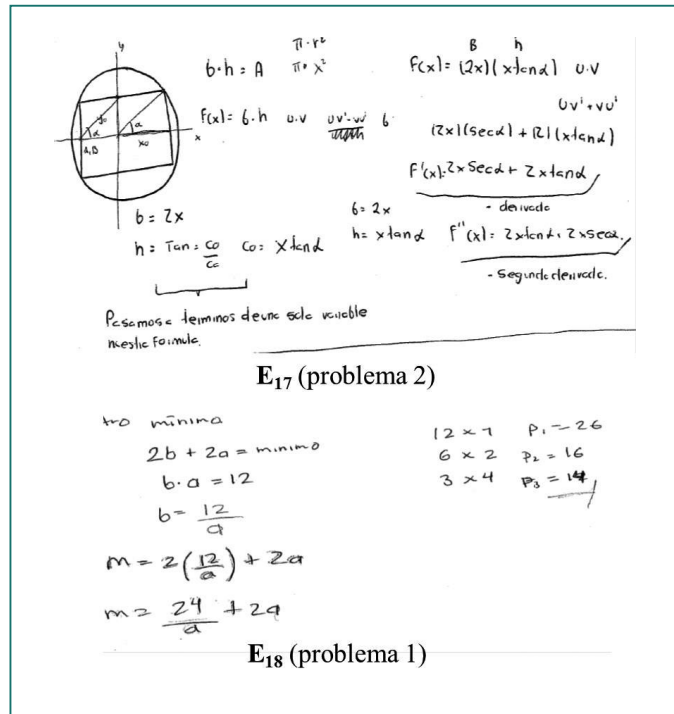 y
b·h = A
π·r²
π· x²
B h
f(x) = (2x)(x tan α) u.v
f(x) = b·h u.v uv'-vu' b
uv'+vu'
α
a
x
x₀
A,B
(2x)(sec α) + (2)(x tan α)
f'(x) = 2x sec α + 2x tan α
- derivada
b = 2x
h = Tan = co/ca co = x tan α
b = 2x
h = x tan α
f''(x) = 2x tan α + 2x sec α.
- Segunda derivada.
Pasamos a terminos de una sola variable
nuestra formula.
E₁₇ (problema 2)
tro mínima
2b + 2a = minimo
b·a = 12
b = 12/a
m = 2(12/a) + 2a
m = 24/a + 2a
12 × 1 P₁ = 26
6 × 2 P₂ = 16
3 × 4 P₃ = 14
E₁₈ (problema 1)